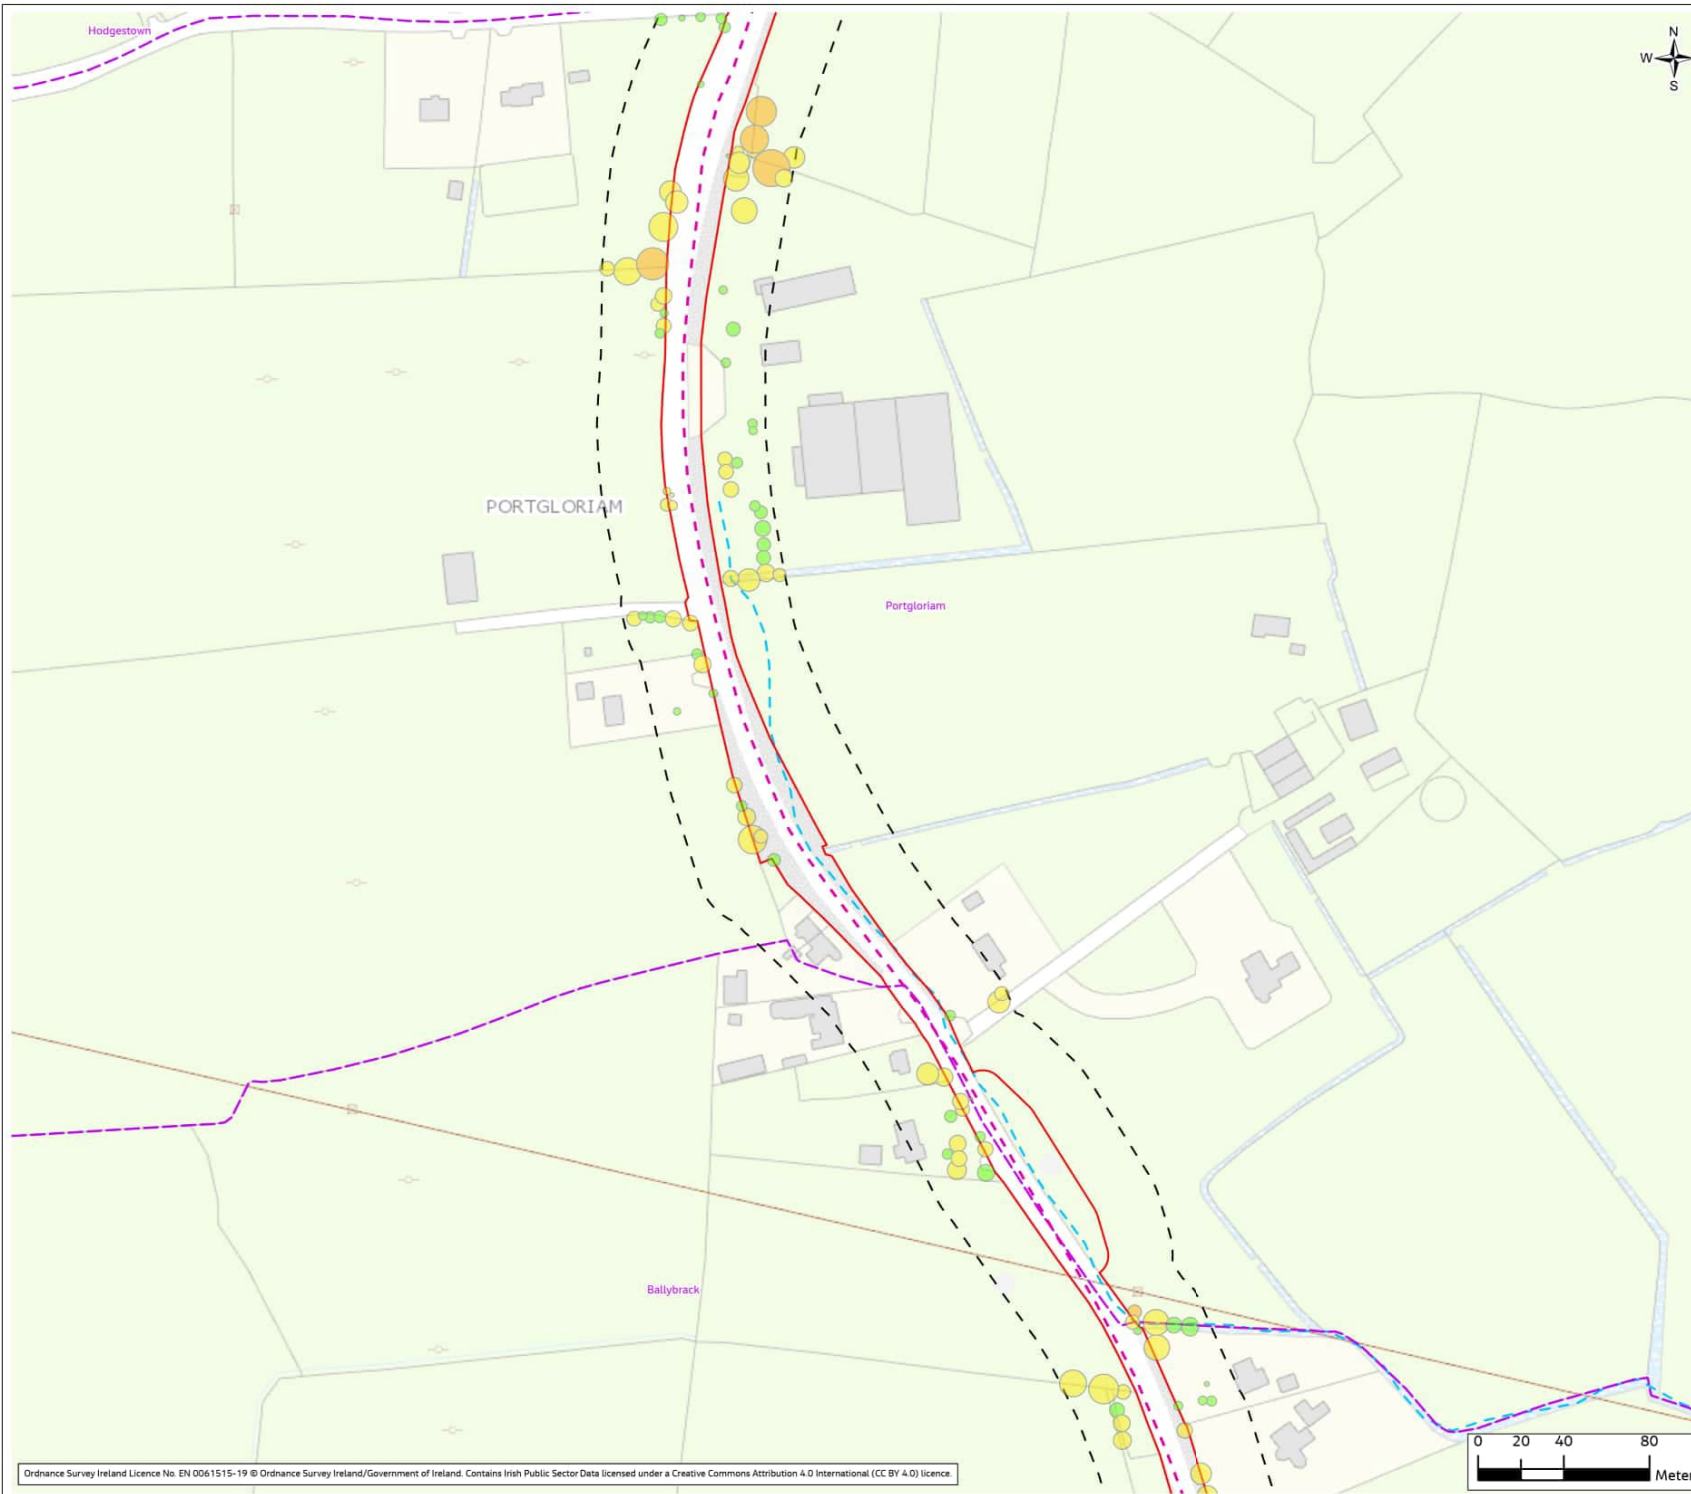 Hodgestown
N
W
S
PORTGLORIAM
Portgloriam
Ballybrack
0 20 40 80
Meter
Ordnance Survey Ireland Licence No. EN 0061515-19 © Ordnance Survey Ireland/Government of Ireland. Contains Irish Public Sector Data licensed under a Creative Commons Attribution 4.0 International (CC BY 4.0) licence.